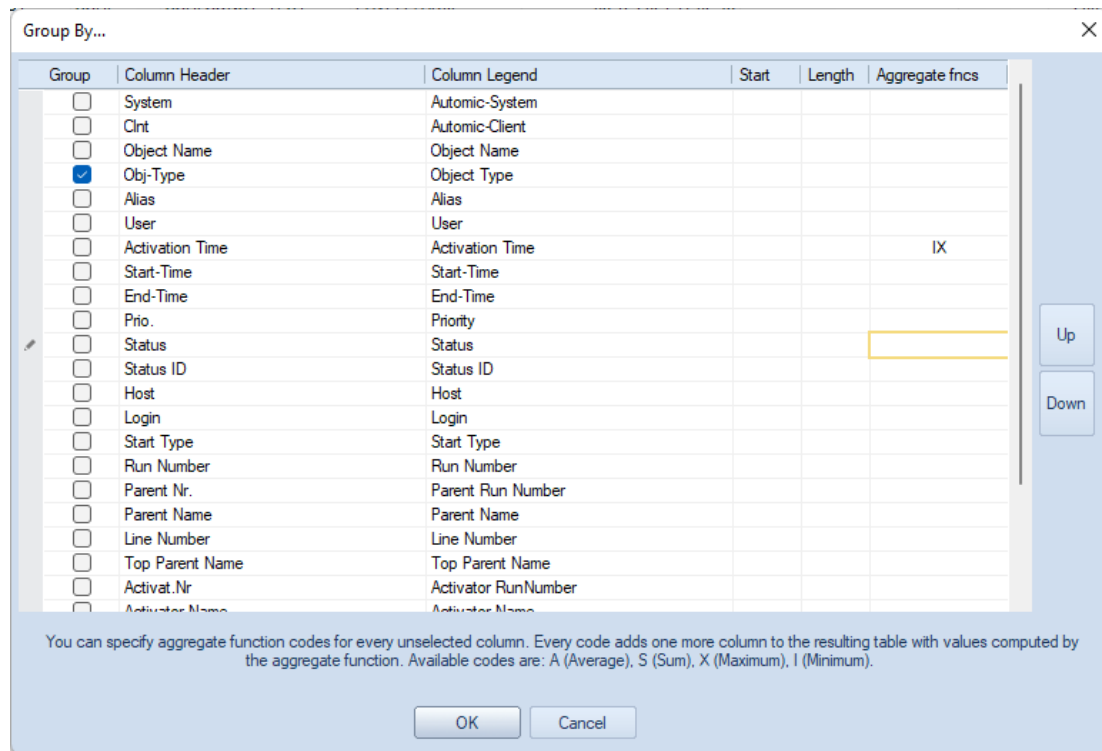 Group By...
Group Column Header Column Legend Start Length Aggregate fncs
System Automic-System
Clnt Automic-Client
Object Name Object Name
Obj-Type Object Type
Alias Alias
User User
Activation Time Activation Time IX
Start-Time Start-Time
End-Time End-Time
Prio. Priority
Status Status
Status ID Status ID
Host Host
Login Login
Start Type Start Type
Run Number Run Number
Parent Nr. Parent Run Number
Parent Name Parent Name
Line Number Line Number
Top Parent Name Top Parent Name
Activat.Nr Activator RunNumber
Activator Name Activator Name
Up
Down
You can specify aggregate function codes for every unselected column. Every code adds one more column to the resulting table with values computed by
the aggregate function. Available codes are: A (Average), S (Sum), X (Maximum), I (Minimum).
OK Cancel